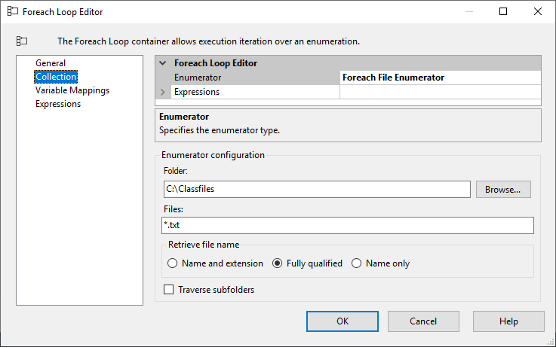 Foreach Loop Editor
The Foreach Loop container allows execution iteration over an enumeration.
General
Collection
Variable Mappings
Expressions
Foreach Loop Editor
Enumerator Foreach File Enumerator
Expressions
Enumerator
Specifies the enumerator type.
Enumerator configuration
Folder:
C:\Classfiles Browse...
Files:
*.txt
Retrieve file name
Name and extension Fully qualified Name only
Traverse subfolders
OK Cancel Help